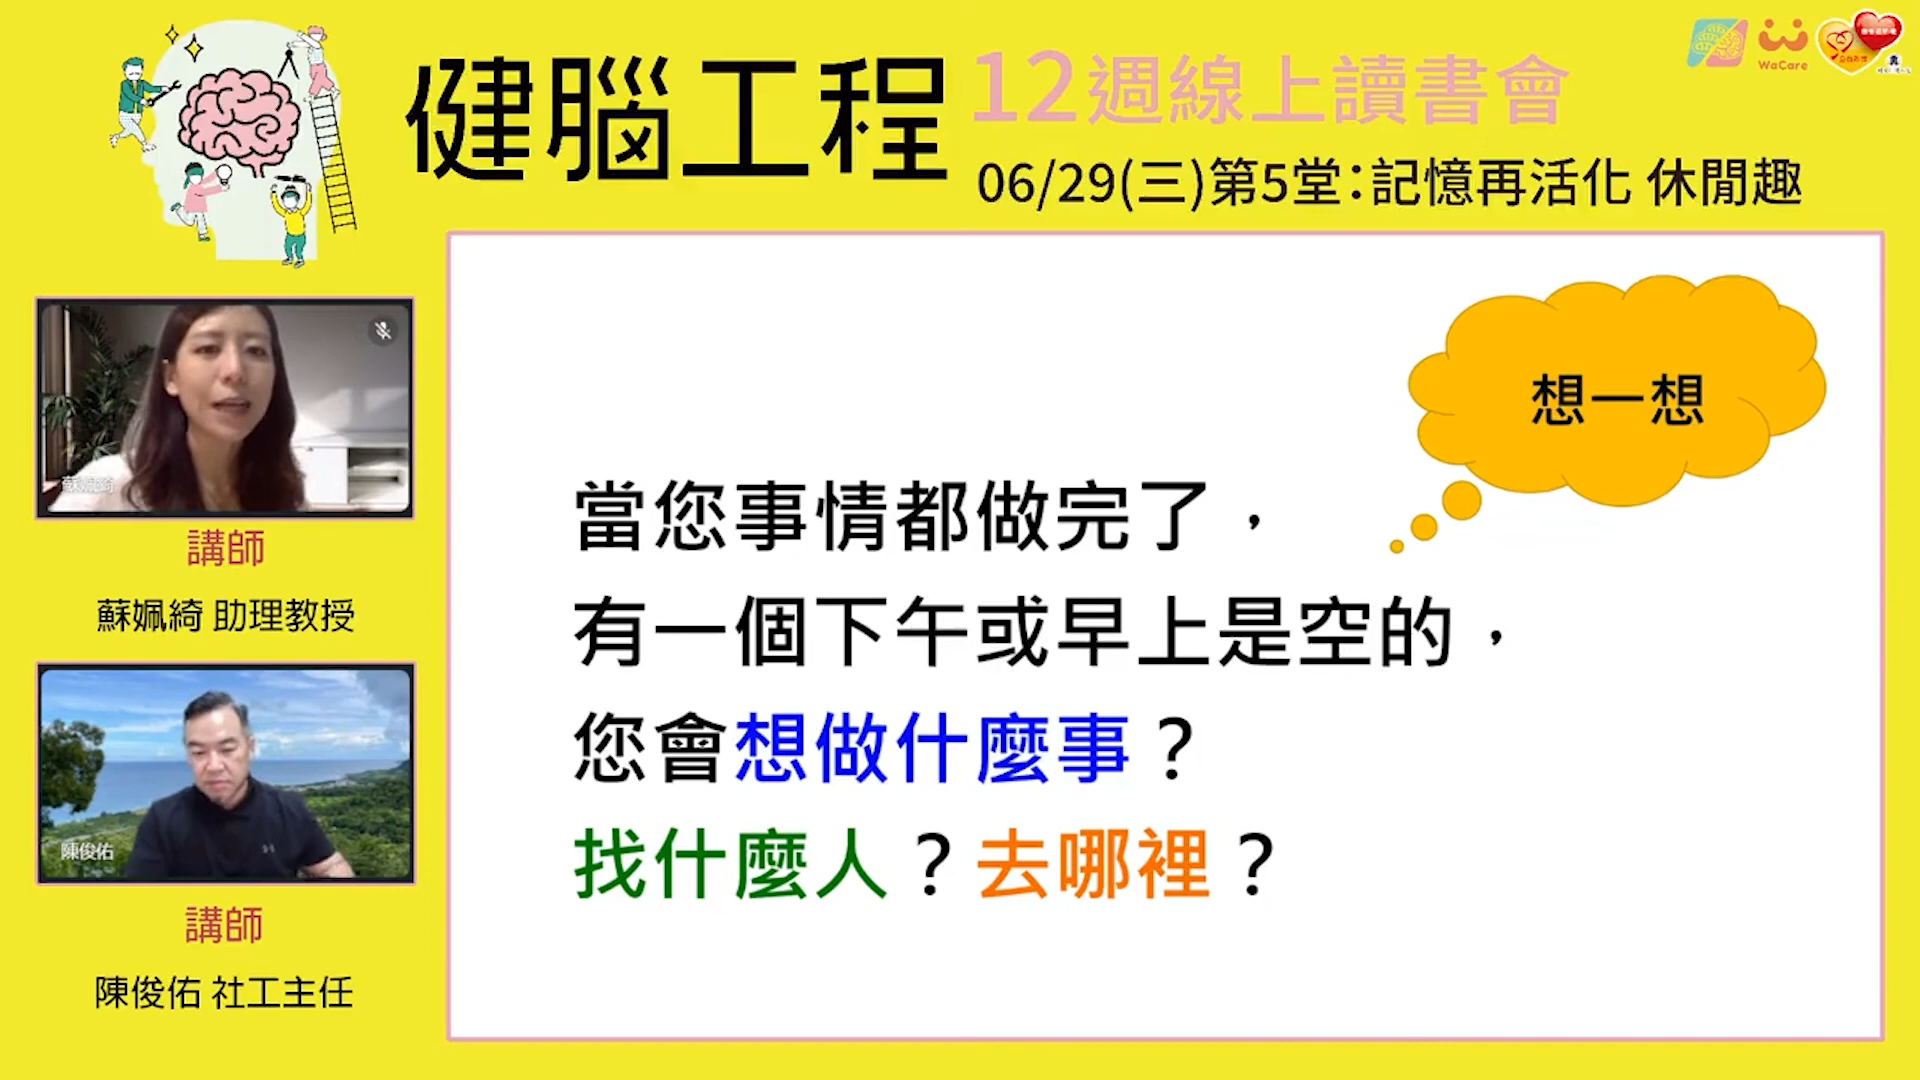 健腦工程
12週線上讀書會
06/29(三)第5堂：記憶再活化 休閒趣
WaCare
想一想
當您事情都做完了，
有一個下午或早上是空的，
您會想做什麼事？
找什麼人？去哪裡？
蘇姵綺
講師
蘇姵綺 助理教授
陳俊佑
講師
陳俊佑 社工主任